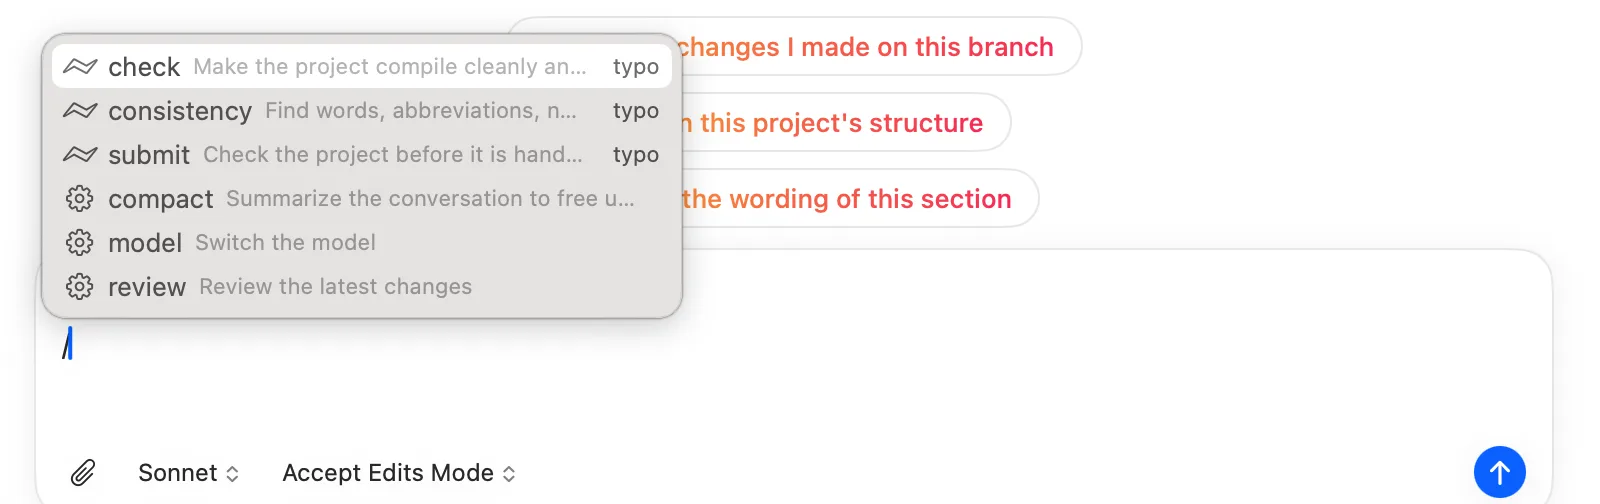 changes I made on this branch
check Make the project compile cleanly an... typo
consistency Find words, abbreviations, n... typo
n this project's structure
submit Check the project before it is hand... typo
compact Summarize the conversation to free u...
the wording of this section
model Switch the model
review Review the latest changes
/
Sonnet Accept Edits Mode